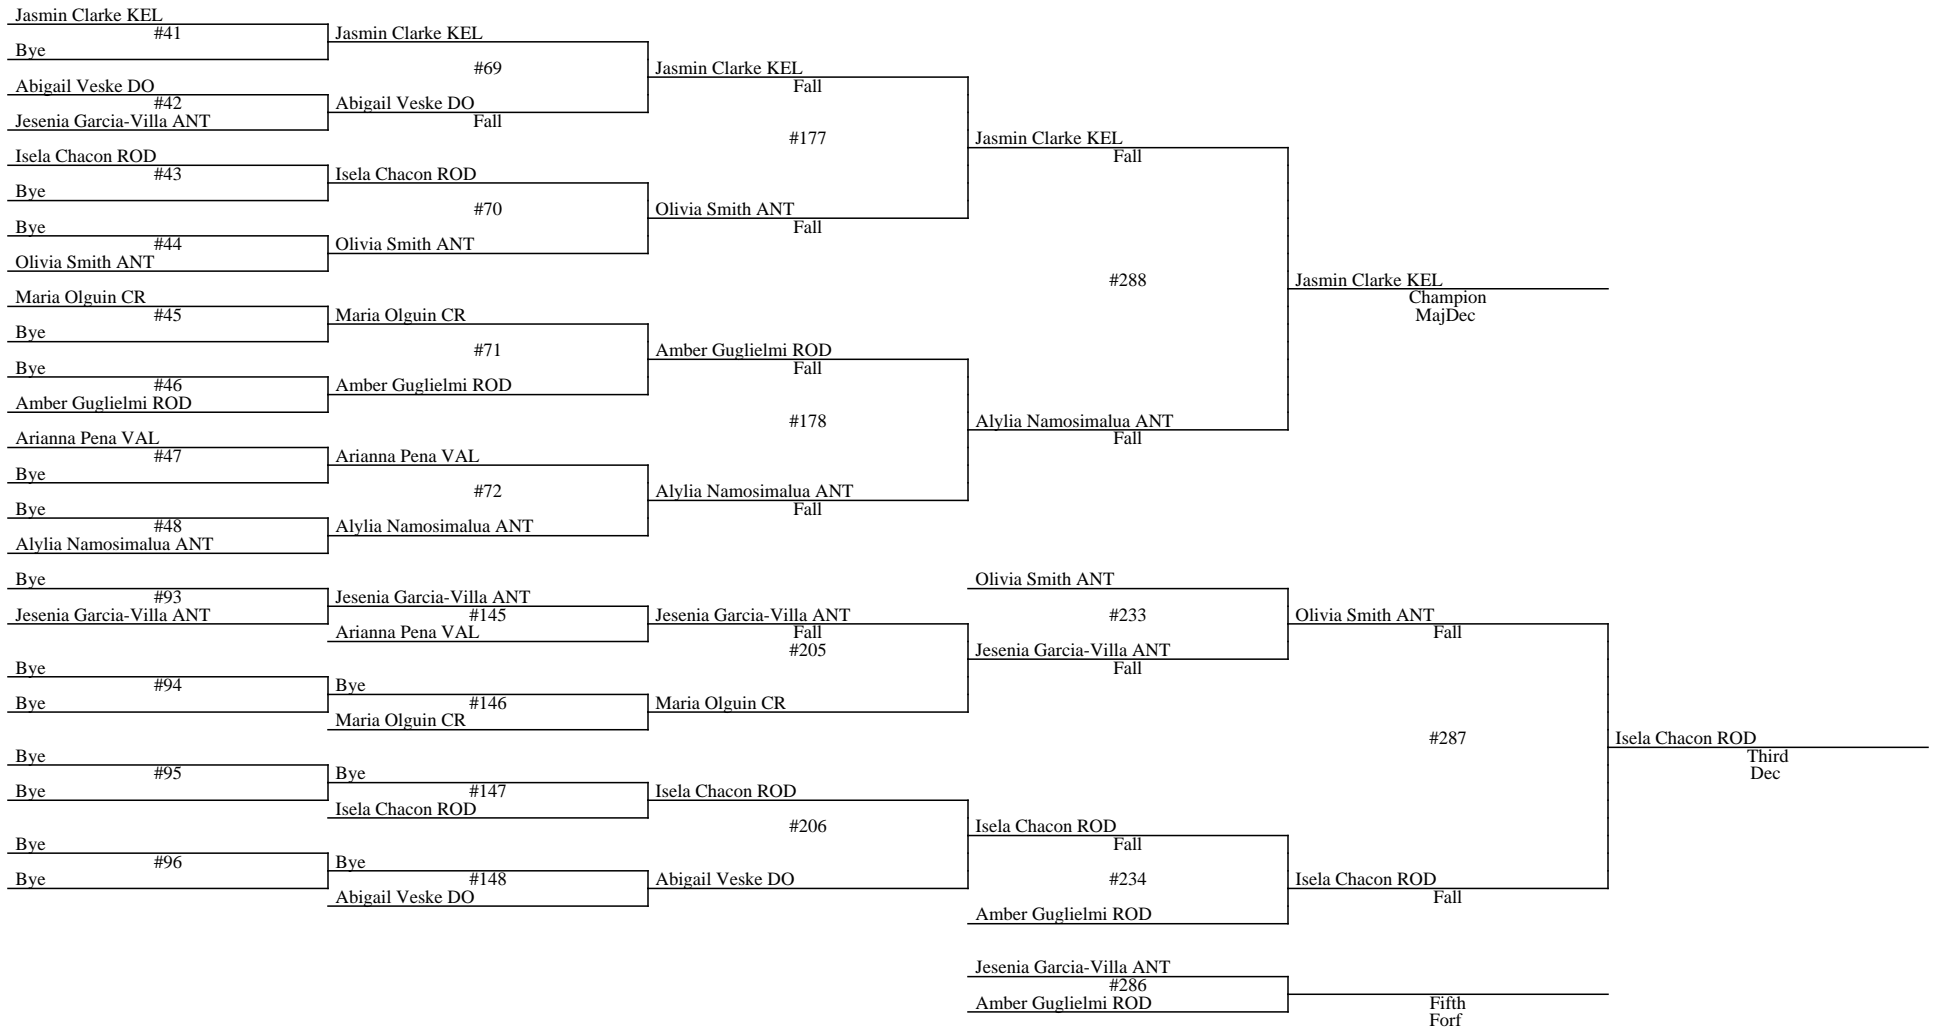 Jasmin Clarke KEL
#41
Bye
Abigail Veske DO
#42
Jesenia Garcia-Villa ANT
Isela Chacon ROD
#43
Bye
Bye
#44
Olivia Smith ANT
Maria Olguin CR
#45
Bye
Bye
#46
Amber Guglielmi ROD
Arianna Pena VAL
#47
Bye
Bye
#48
Alylia Namosimalua ANT
Jasmin Clarke KEL
#69
Abigail Veske DO
Fall
Isela Chacon ROD
#70
Olivia Smith ANT
Maria Olguin CR
#71
Amber Guglielmi ROD
Arianna Pena VAL
#72
Alylia Namosimalua ANT
Jasmin Clarke KEL
Fall
#177
Olivia Smith ANT
Fall
Amber Guglielmi ROD
Fall
#178
Alylia Namosimalua ANT
Fall
Jasmin Clarke KEL
Fall
#288
Alylia Namosimalua ANT
Fall
Jasmin Clarke KEL
Champion
MajDec
Bye
#93
Jesenia Garcia-Villa ANT
Bye
#94
Bye
Bye
#95
Bye
Bye
#96
Bye
Jesenia Garcia-Villa ANT
#145
Arianna Pena VAL
Bye
#146
Maria Olguin CR
Bye
#147
Isela Chacon ROD
Bye
#148
Abigail Veske DO
Jesenia Garcia-Villa ANT
Fall
#205
Maria Olguin CR
Isela Chacon ROD
#206
Abigail Veske DO
Olivia Smith ANT
#233
Jesenia Garcia-Villa ANT
Fall
Isela Chacon ROD
Fall
#234
Amber Guglielmi ROD
Olivia Smith ANT
Fall
#287
Isela Chacon ROD
Fall
Isela Chacon ROD
Third
Dec
Jesenia Garcia-Villa ANT
#286
Amber Guglielmi ROD
Fifth
Forf